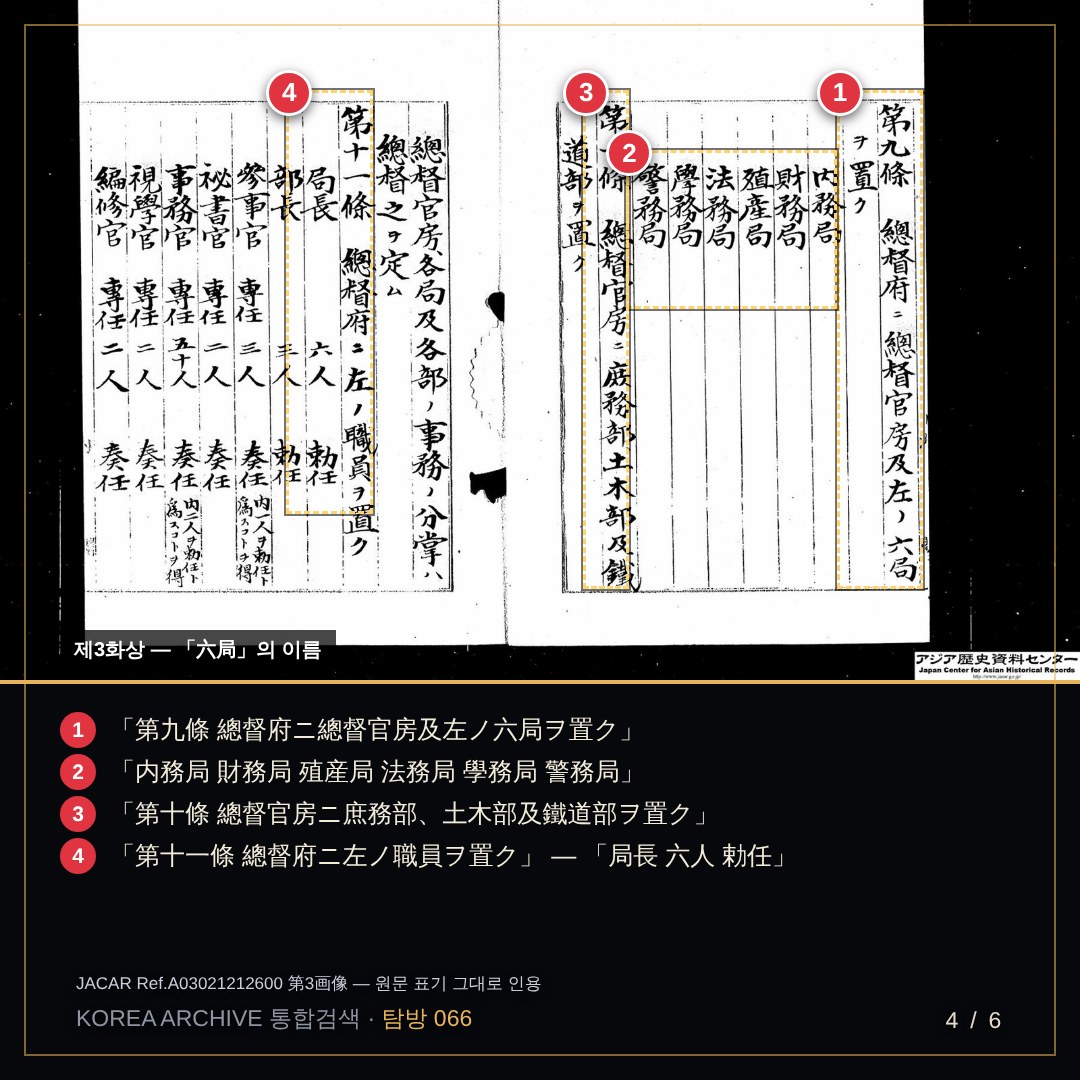 第九條 總督府ニ總督官房及左ノ六局
ヲ置ク
内務局
財務局
殖産局
法務局
學務局
警務局
第 條 總督官房ニ庶務部土木部及鐵
道部ヲ置ク
總督官房各局及各部ノ事務ノ分掌ハ
總督之ヲ定ム
第十一條 總督府ニ左ノ職員ヲ置ク
局長 六人 勅任
部長 三人 勅任
參事官 專任 三人 奏任 内一人ヲ勅任ト爲スコトヲ得
祕書官 專任 二人 奏任
事務官 專任 五十人 奏任 内二人ヲ勅任ト爲スコトヲ得
視學官 專任 二人 奏任
編修官 專任 二人 奏任
1
2
3
4
제3화상 — 「六局」의 이름
アジア歴史資料センター
Japan Center for Asian Historical Records
http://www.jacar.go.jp/
1 「第九條 總督府ニ總督官房及左ノ六局ヲ置ク」
2 「内務局 財務局 殖産局 法務局 學務局 警務局」
3 「第十條 總督官房ニ庶務部、土木部及鐵道部ヲ置ク」
4 「第十一條 總督府ニ左ノ職員ヲ置ク」 — 「局長 六人 勅任」
JACAR Ref.A03021212600 第3画像 — 원문 표기 그대로 인용
KOREA ARCHIVE 통합검색 · 탐방 066
4 / 6